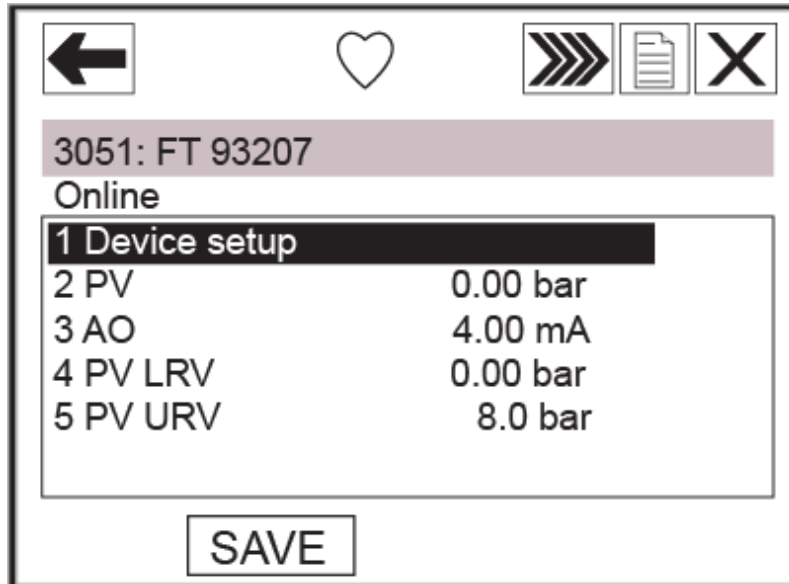 3051: FT 93207
Online
1 Device setup
2 PV 0.00 bar
3 AO 4.00 mA
4 PV LRV 0.00 bar
5 PV URV 8.0 bar
SAVE